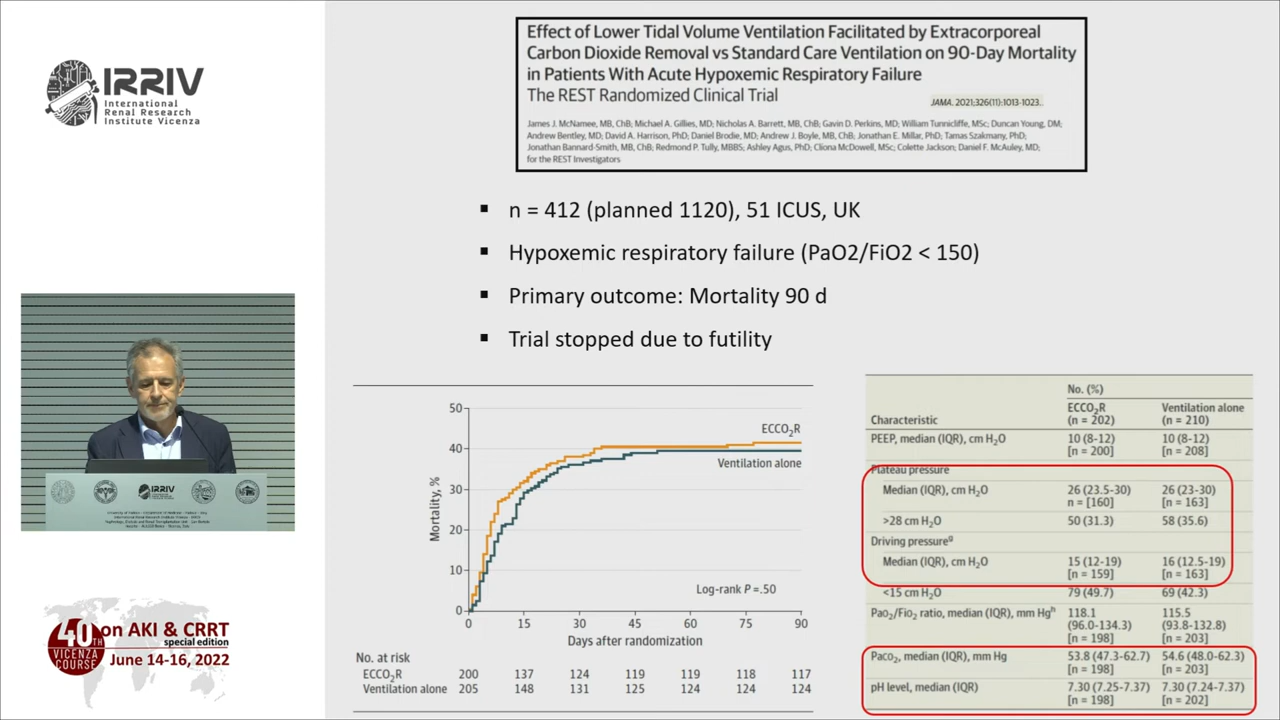 IRRIV
International
Renal Research
Institute Vicenza
Effect of Lower Tidal Volume Ventilation Facilitated by Extracorporeal
Carbon Dioxide Removal vs Standard Care Ventilation on 90-Day Mortality
in Patients With Acute Hypoxemic Respiratory Failure
The REST Randomized Clinical Trial
JAMA. 2021;326(11):1013-1023.
James J. McNamee, MB, ChB; Michael A. Gillies, MD; Nicholas A. Barrett, MB, ChB; Gavin D. Perkins, MD; William Tunnicliffe, MSc; Duncan Young, DM;
Andrew Bentley, MD; David A. Harrison, PhD; Daniel Brodie, MD; Andrew J. Boyle, MB, ChB; Jonathan E. Millar, PhD; Tamas Szakmany, PhD;
Jonathan Bannard-Smith, MB, ChB; Redmond P. Tully, MBBS; Ashley Agus, PhD; Cliona McDowell, MSc; Colette Jackson, MSc; Daniel F. McAuley, MD;
for the REST Investigators
▪ n = 412 (planned 1120), 51 ICUS, UK
▪ Hypoxemic respiratory failure (PaO2/FiO2 < 150)
▪ Primary outcome: Mortality 90 d
▪ Trial stopped due to futility
Mortality, %
50
40
30
20
10
0
ECCO₂R
Ventilation alone
Log-rank P = .50
0 15 30 45 60 75 90
Days after randomization
No. at risk
ECCO₂R 200 137 124 119 119 118 117
Ventilation alone 205 148 131 125 124 124 124
No. (%)
Characteristic ECCO₂R (n = 202) Ventilation alone (n = 210)
PEEP, median (IQR), cm H₂O 10 (8-12) 10 (8-12)
[n = 200] [n = 208]
Plateau pressure
Median (IQR), cm H₂O 26 (23.5-30) 26 (23-30)
n = [160] [n = 163]
>28 cm H₂O 50 (31.3) 58 (35.6)
Driving pressureᵍ
Median (IQR), cm H₂O 15 (12-19) 16 (12.5-19)
[n = 159] [n = 163]
<15 cm H₂O 79 (49.7) 69 (42.3)
Pao₂/Fio₂ ratio, median (IQR), mm Hgʰ 118.1 115.5
(96.0-134.3) (93.8-132.8)
[n = 198] [n = 203]
Paco₂, median (IQR), mm Hg 53.8 (47.3-62.7) 54.6 (48.0-62.3)
[n = 198] [n = 203]
pH level, median (IQR) 7.30 (7.25-7.37) 7.30 (7.24-7.37)
[n = 198] [n = 202]
IRRIV
40TH
VICENZA
COURSE
on AKI & CRRT
special edition
June 14-16, 2022